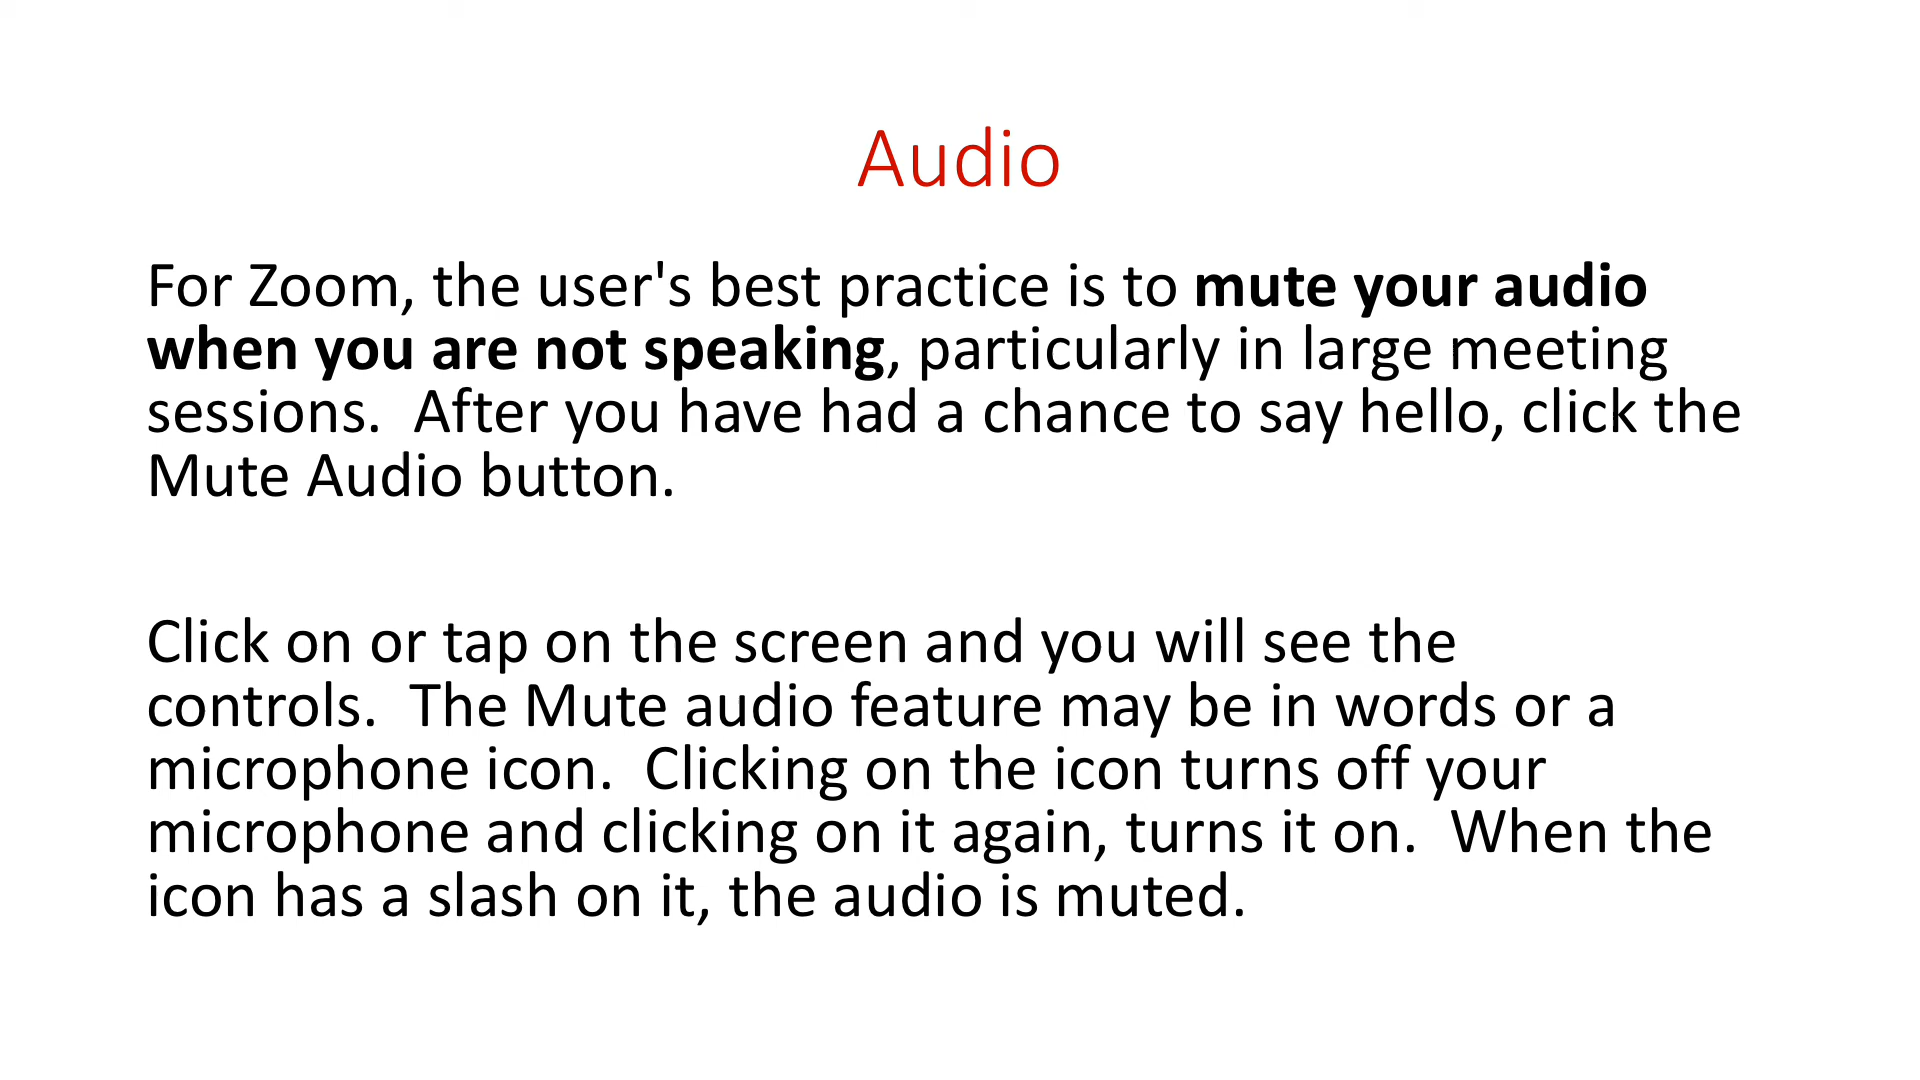 Audio
For Zoom, the user's best practice is to mute your audio
when you are not speaking, particularly in large meeting
sessions.  After you have had a chance to say hello, click the
Mute Audio button.
Click on or tap on the screen and you will see the
controls.  The Mute audio feature may be in words or a
microphone icon.  Clicking on the icon turns off your
microphone and clicking on it again, turns it on.  When the
icon has a slash on it, the audio is muted.